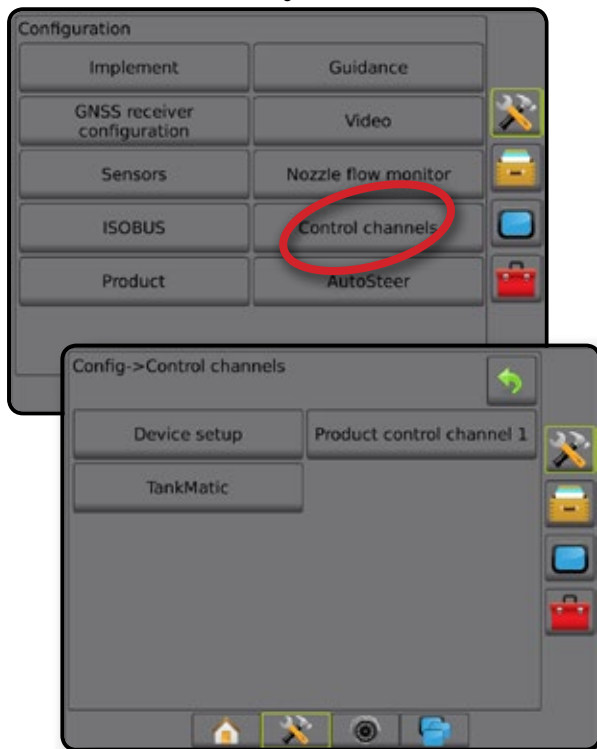 Configuration
Implement
Guidance
GNSS receiver
configuration
Video
Sensors
Nozzle flow monitor
ISOBUS
Control channels
Product
AutoSteer
Config->Control channels
Device setup
Product control channel 1
TankMatic